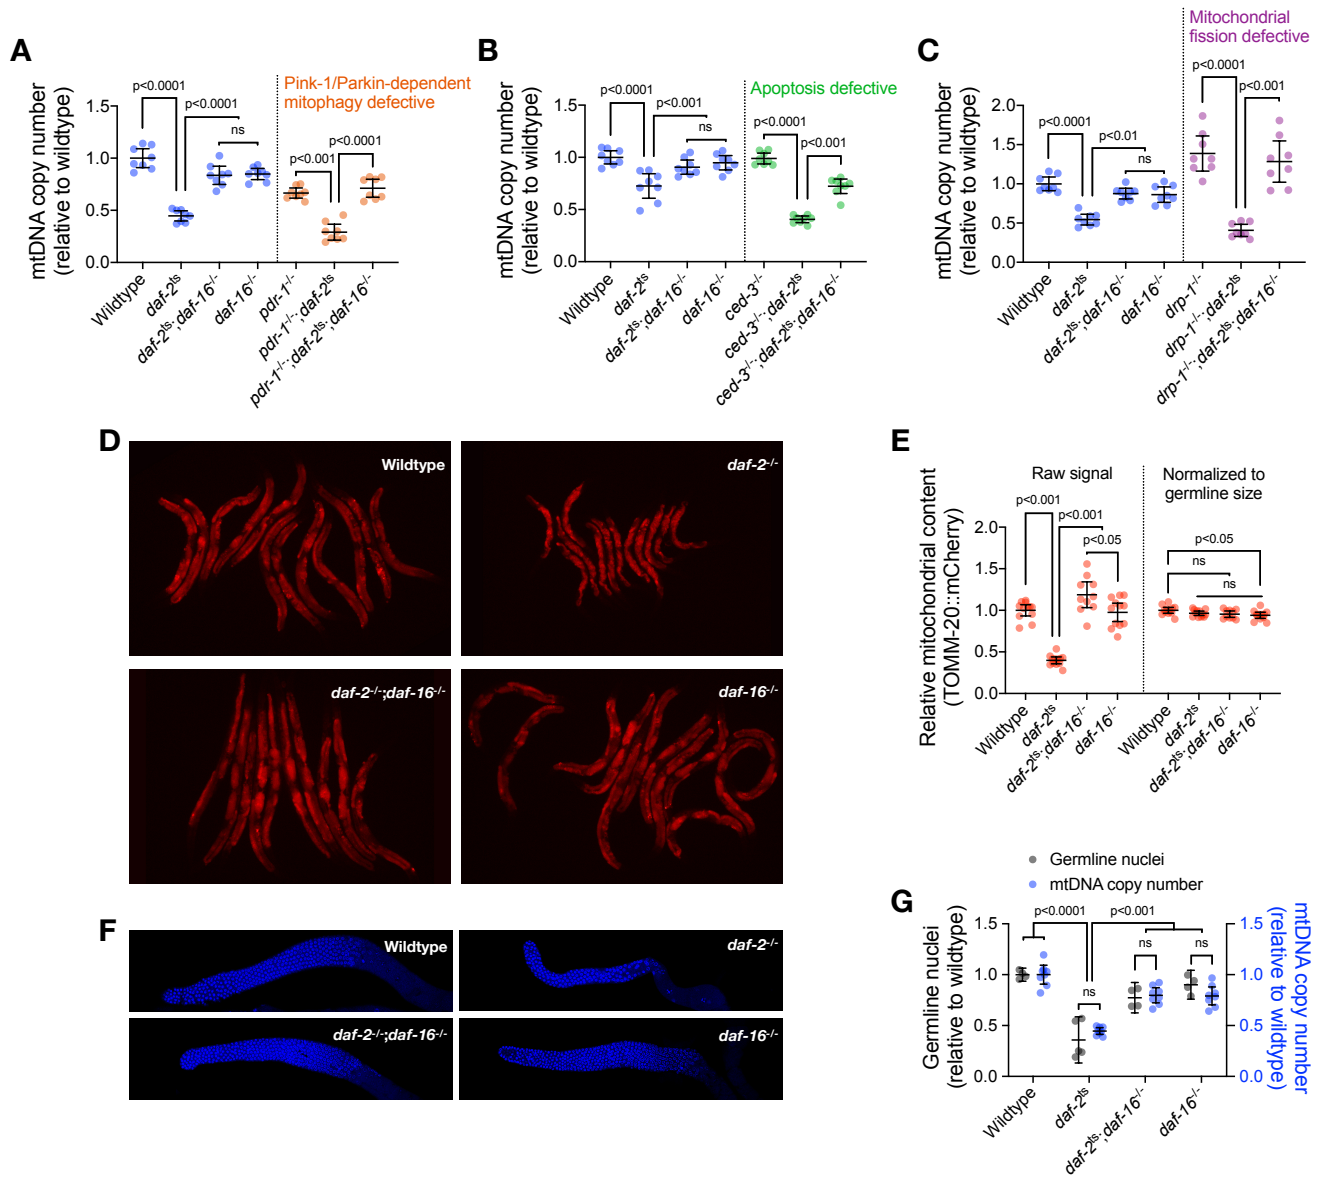 A
mtDNA copy number
(relative to wildtype)
1.5
1.0
0.5
0.0
p<0.0001
p<0.0001
ns
Pink-1/Parkin-dependent
mitophagy defective
p<0.001
p<0.0001
Wildtype
daf-2ts
daf-2ts;daf-16-/-
daf-16-/-
pdr-1-/-
pdr-1-/-;daf-2ts
pdr-1-/-;daf-2ts;daf-16-/-
B
mtDNA copy number
(relative to wildtype)
1.5
1.0
0.5
0.0
p<0.0001
p<0.001
ns
Apoptosis defective
p<0.0001
p<0.001
Wildtype
daf-2ts
daf-2ts;daf-16-/-
daf-16-/-
ced-3-/-
ced-3-/-;daf-2ts
ced-3-/-;daf-2ts;daf-16-/-
C
mtDNA copy number
(relative to wildtype)
2.0
1.5
1.0
0.5
0.0
p<0.0001
p<0.01
ns
Mitochondrial
fission defective
p<0.0001
p<0.001
Wildtype
daf-2ts
daf-2ts;daf-16-/-
daf-16-/-
drp-1-/-
drp-1-/-;daf-2ts
drp-1-/-;daf-2ts;daf-16-/-
D
Wildtype
daf-2-/-
daf-2-/-;daf-16-/-
daf-16-/-
E
Relative mitochondrial content
(TOMM-20::mCherry)
2.0
1.5
1.0
0.5
0.0
Raw signal
p<0.001
p<0.001
p<0.05
Normalized to
germline size
p<0.05
ns
ns
Wildtype
daf-2ts
daf-2ts;daf-16-/-
daf-16-/-
Wildtype
daf-2ts
daf-2ts;daf-16-/-
daf-16-/-
F
Wildtype
daf-2-/-
daf-2-/-;daf-16-/-
daf-16-/-
G
Germline nuclei
mtDNA copy number
Germline nuclei
(relative to wildtype)
1.5
1.0
0.5
0.0
p<0.0001
p<0.001
ns
ns
ns
1.5
1.0
0.5
0.0
mtDNA copy number
(relative to wildtype)
Wildtype
daf-2ts
daf-2ts;daf-16-/-
daf-16-/-